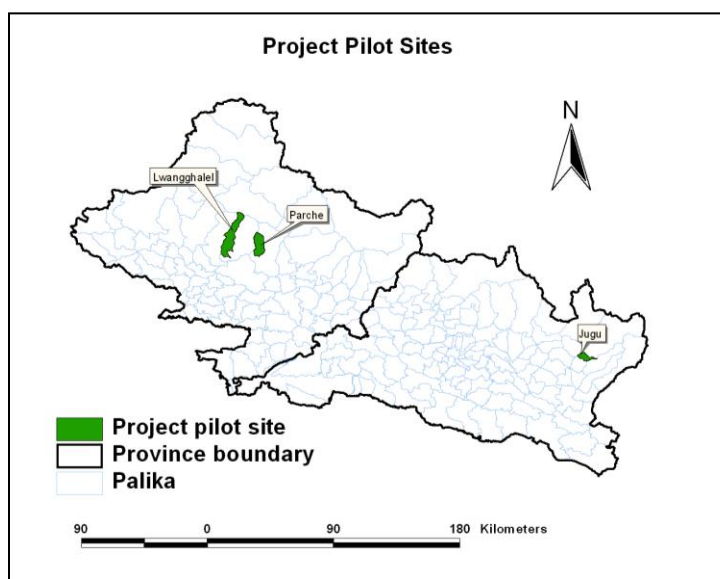 Project Pilot Sites
N
Lwangghalel
Parche
Jugu
Project pilot site
Province boundary
Palika
90 0 90 180 Kilometers